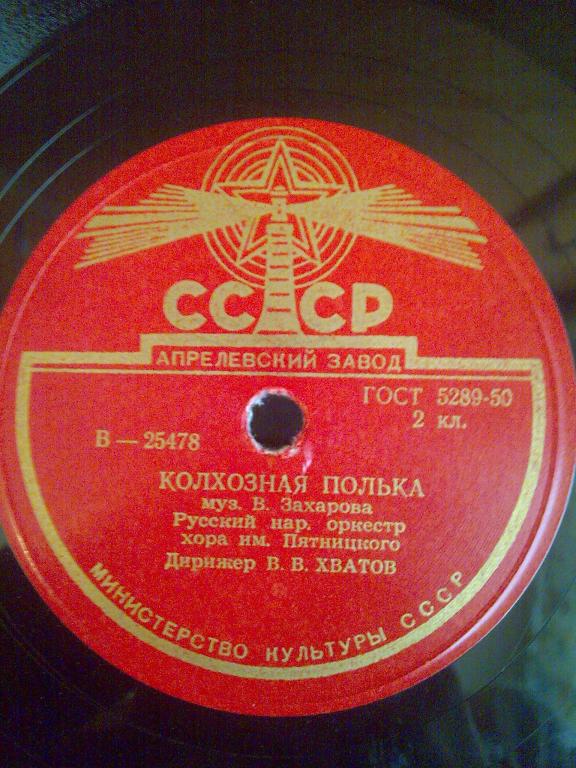 СССР
АПРЕЛЕВСКИЙ ЗАВОД
ГОСТ 5289-50
2 кл.
В — 25478
КОЛХОЗНАЯ ПОЛЬКА
муз. В. Захарова
Русский нар. оркестр
хора им. Пятницкого
Дирижер В. В. ХВАТОВ
МИНИСТЕРСТВО КУЛЬТУРЫ СССР